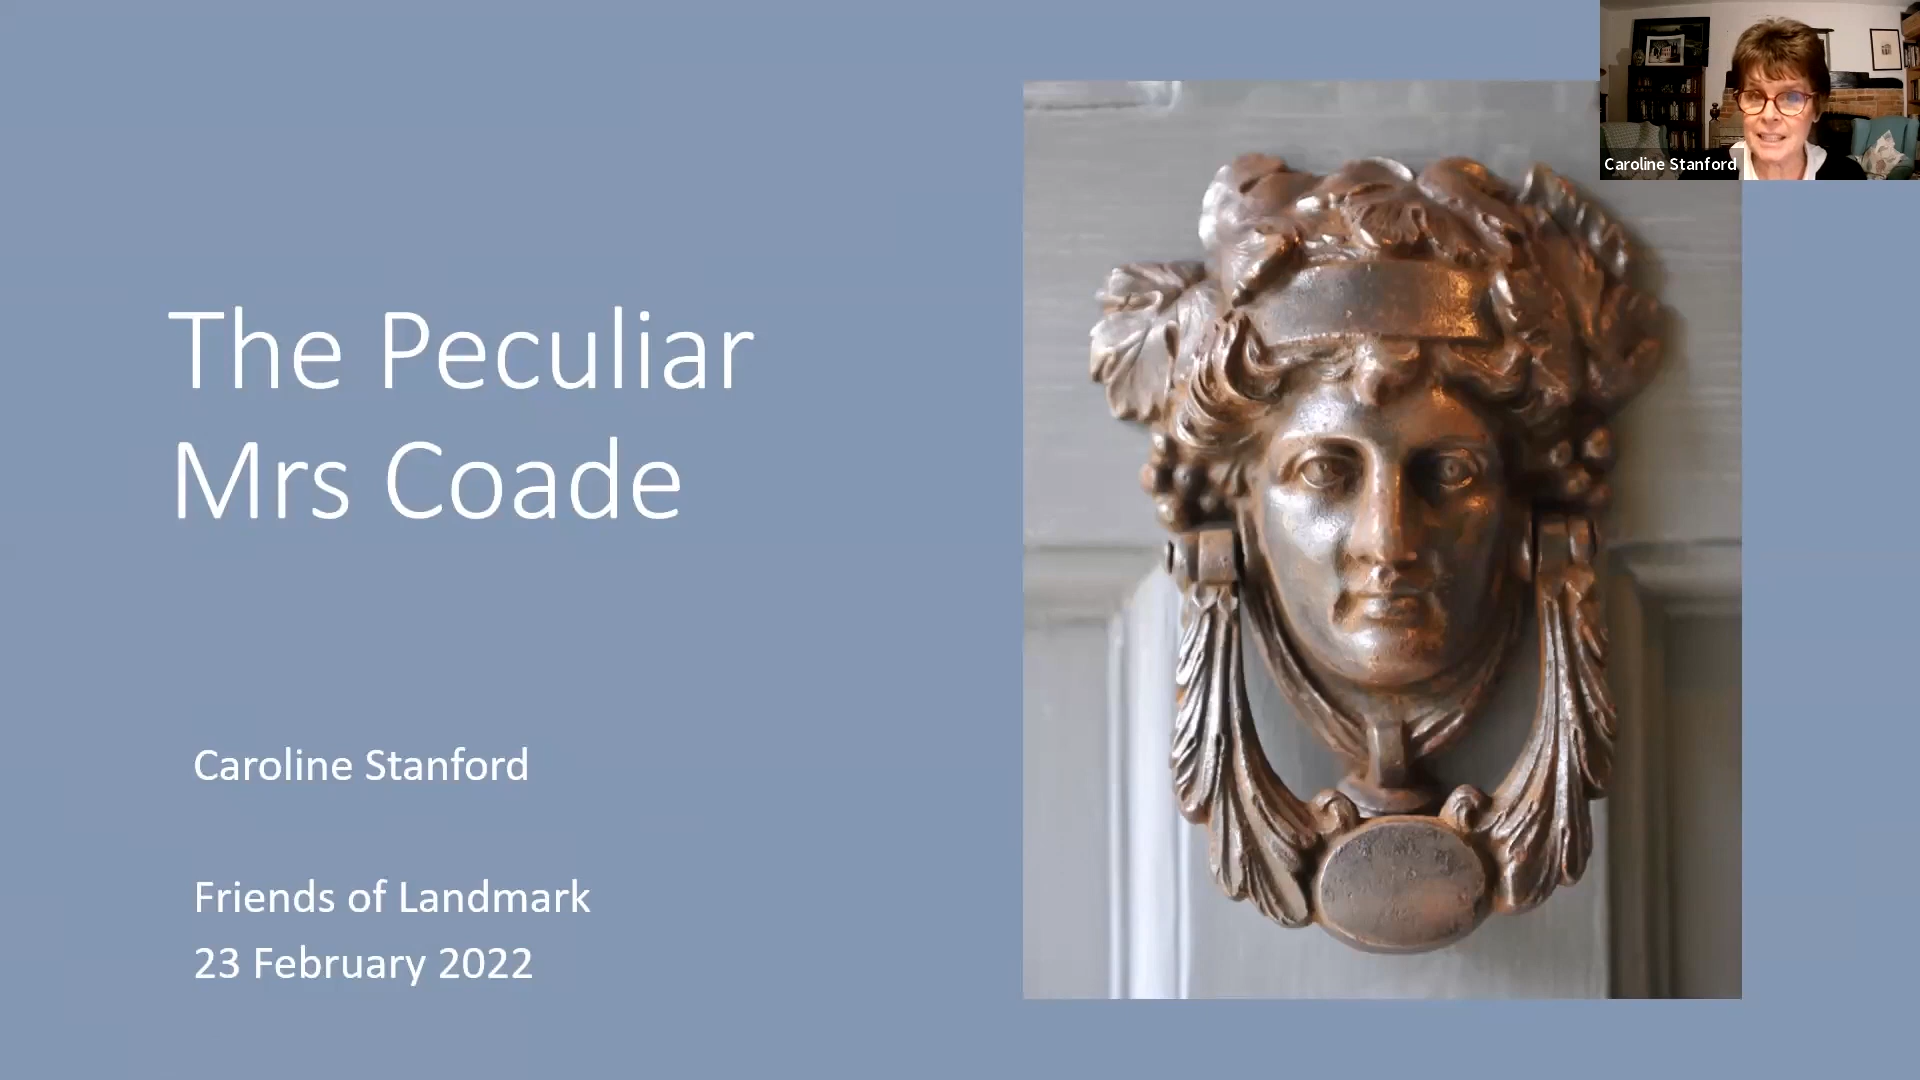 The Peculiar
Mrs Coade
Caroline Stanford
Friends of Landmark
23 February 2022
Caroline Stanford